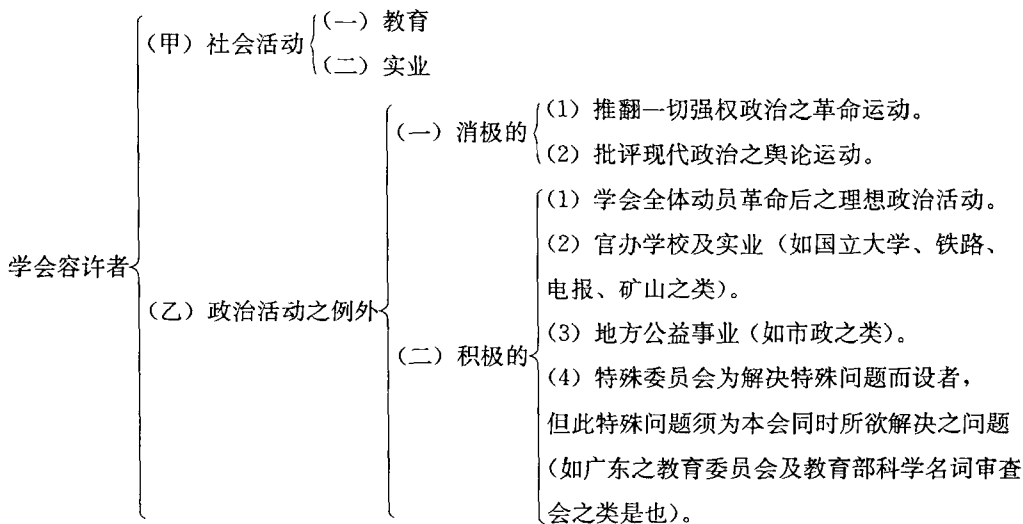 学会容许者
（甲）社会活动
（一）教育
（二）实业
（乙）政治活动之例外
（一）消极的
（1）推翻一切强权政治之革命运动。
（2）批评现代政治之舆论运动。
（二）积极的
（1）学会全体动员革命后之理想政治活动。
（2）官办学校及实业（如国立大学、铁路、
电报、矿山之类）。
（3）地方公益事业（如市政之类）。
（4）特殊委员会为解决特殊问题而设者，
但此特殊问题须为本会同时所欲解决之问题
（如广东之教育委员会及教育部科学名词审查
会之类是也）。